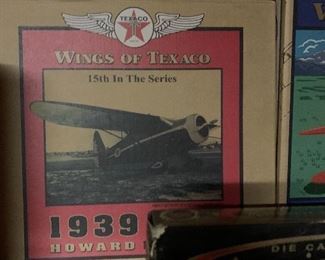 TEXACO
WINGS OF TEXACO
15th In The Series
1939
HOWARD
DIE CA